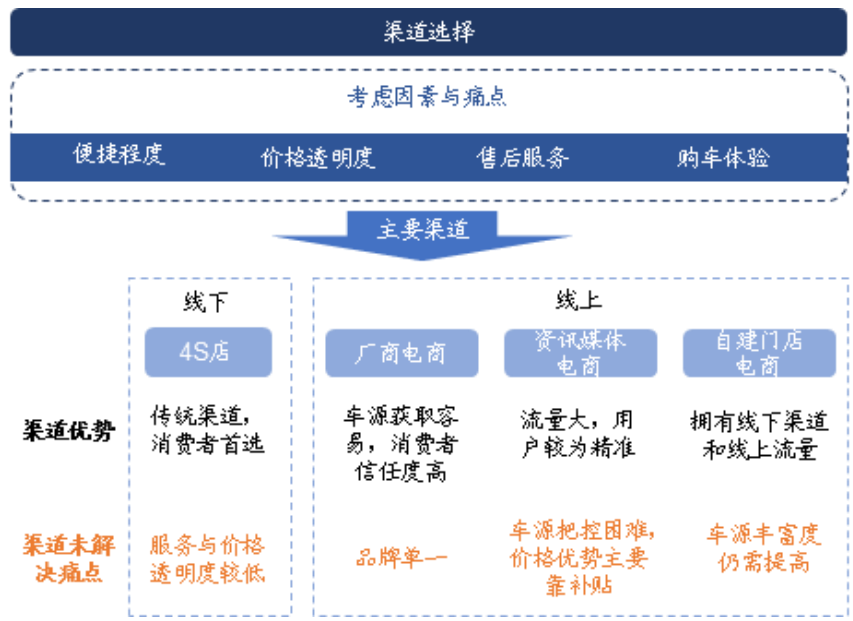 渠道选择
考虑因素与痛点
便捷程度 价格透明度 售后服务 购车体验
主要渠道
线下
线上
4S店
厂商电商
资讯媒体
电商
自建门店
电商
渠道优势
传统渠道，
消费者首选
车源获取容
易，消费者
信任度高
流量大，用
户较为精准
拥有线下渠道
和线上流量
渠道未解
决痛点
服务与价格
透明度较低
品牌单一
车源把控困难，
价格优势主要
靠补贴
车源丰富度
仍需提高